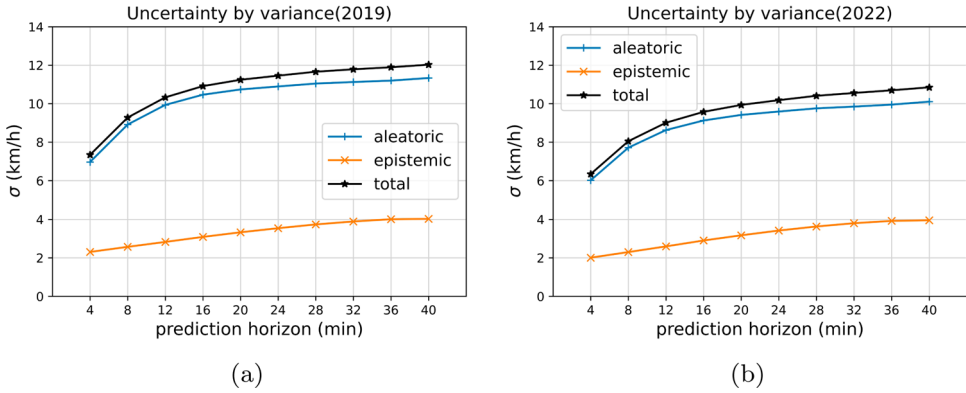 Uncertainty by variance(2019)
14
12
10
8
6
4
2
0
σ (km/h)
aleatoric
epistemic
total
4 8 12 16 20 24 28 32 36 40
prediction horizon (min)
(a)
Uncertainty by variance(2022)
14
12
10
8
6
4
2
0
σ (km/h)
aleatoric
epistemic
total
4 8 12 16 20 24 28 32 36 40
prediction horizon (min)
(b)